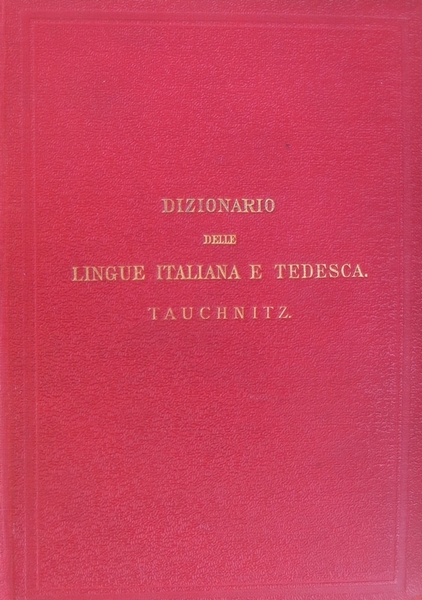 DIZIONARIO
DELLE
LINGUE ITALIANA E TEDESCA.
TAUCHNITZ.